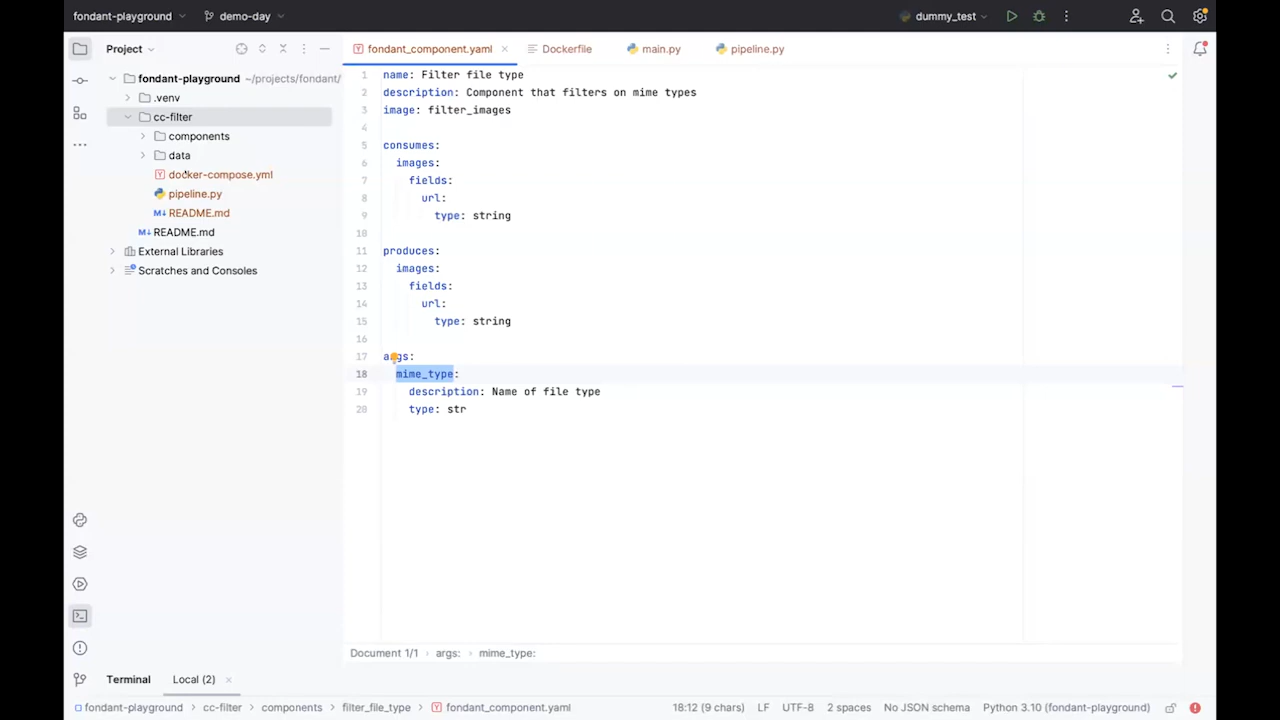 fondant-playground
demo-day
dummy_test
Project
fondant_component.yaml
Dockerfile
main.py
pipeline.py
fondant-playground ~/projects/fondant/
.venv
cc-filter
components
data
docker-compose.yml
pipeline.py
M↓ README.md
M↓ README.md
External Libraries
Scratches and Consoles
1 name: Filter file type
2 description: Component that filters on mime types
3 image: filter_images
4
5 consumes:
6 images:
7 fields:
8 url:
9 type: string
10
11 produces:
12 images:
13 fields:
14 url:
15 type: string
16
17 args:
18 mime_type:
19 description: Name of file type
20 type: str
Document 1/1 › args: › mime_type:
Terminal
Local (2)
fondant-playground › cc-filter › components › filter_file_type › fondant_component.yaml
18:12 (9 chars) LF UTF-8 2 spaces No JSON schema Python 3.10 (fondant-playground)